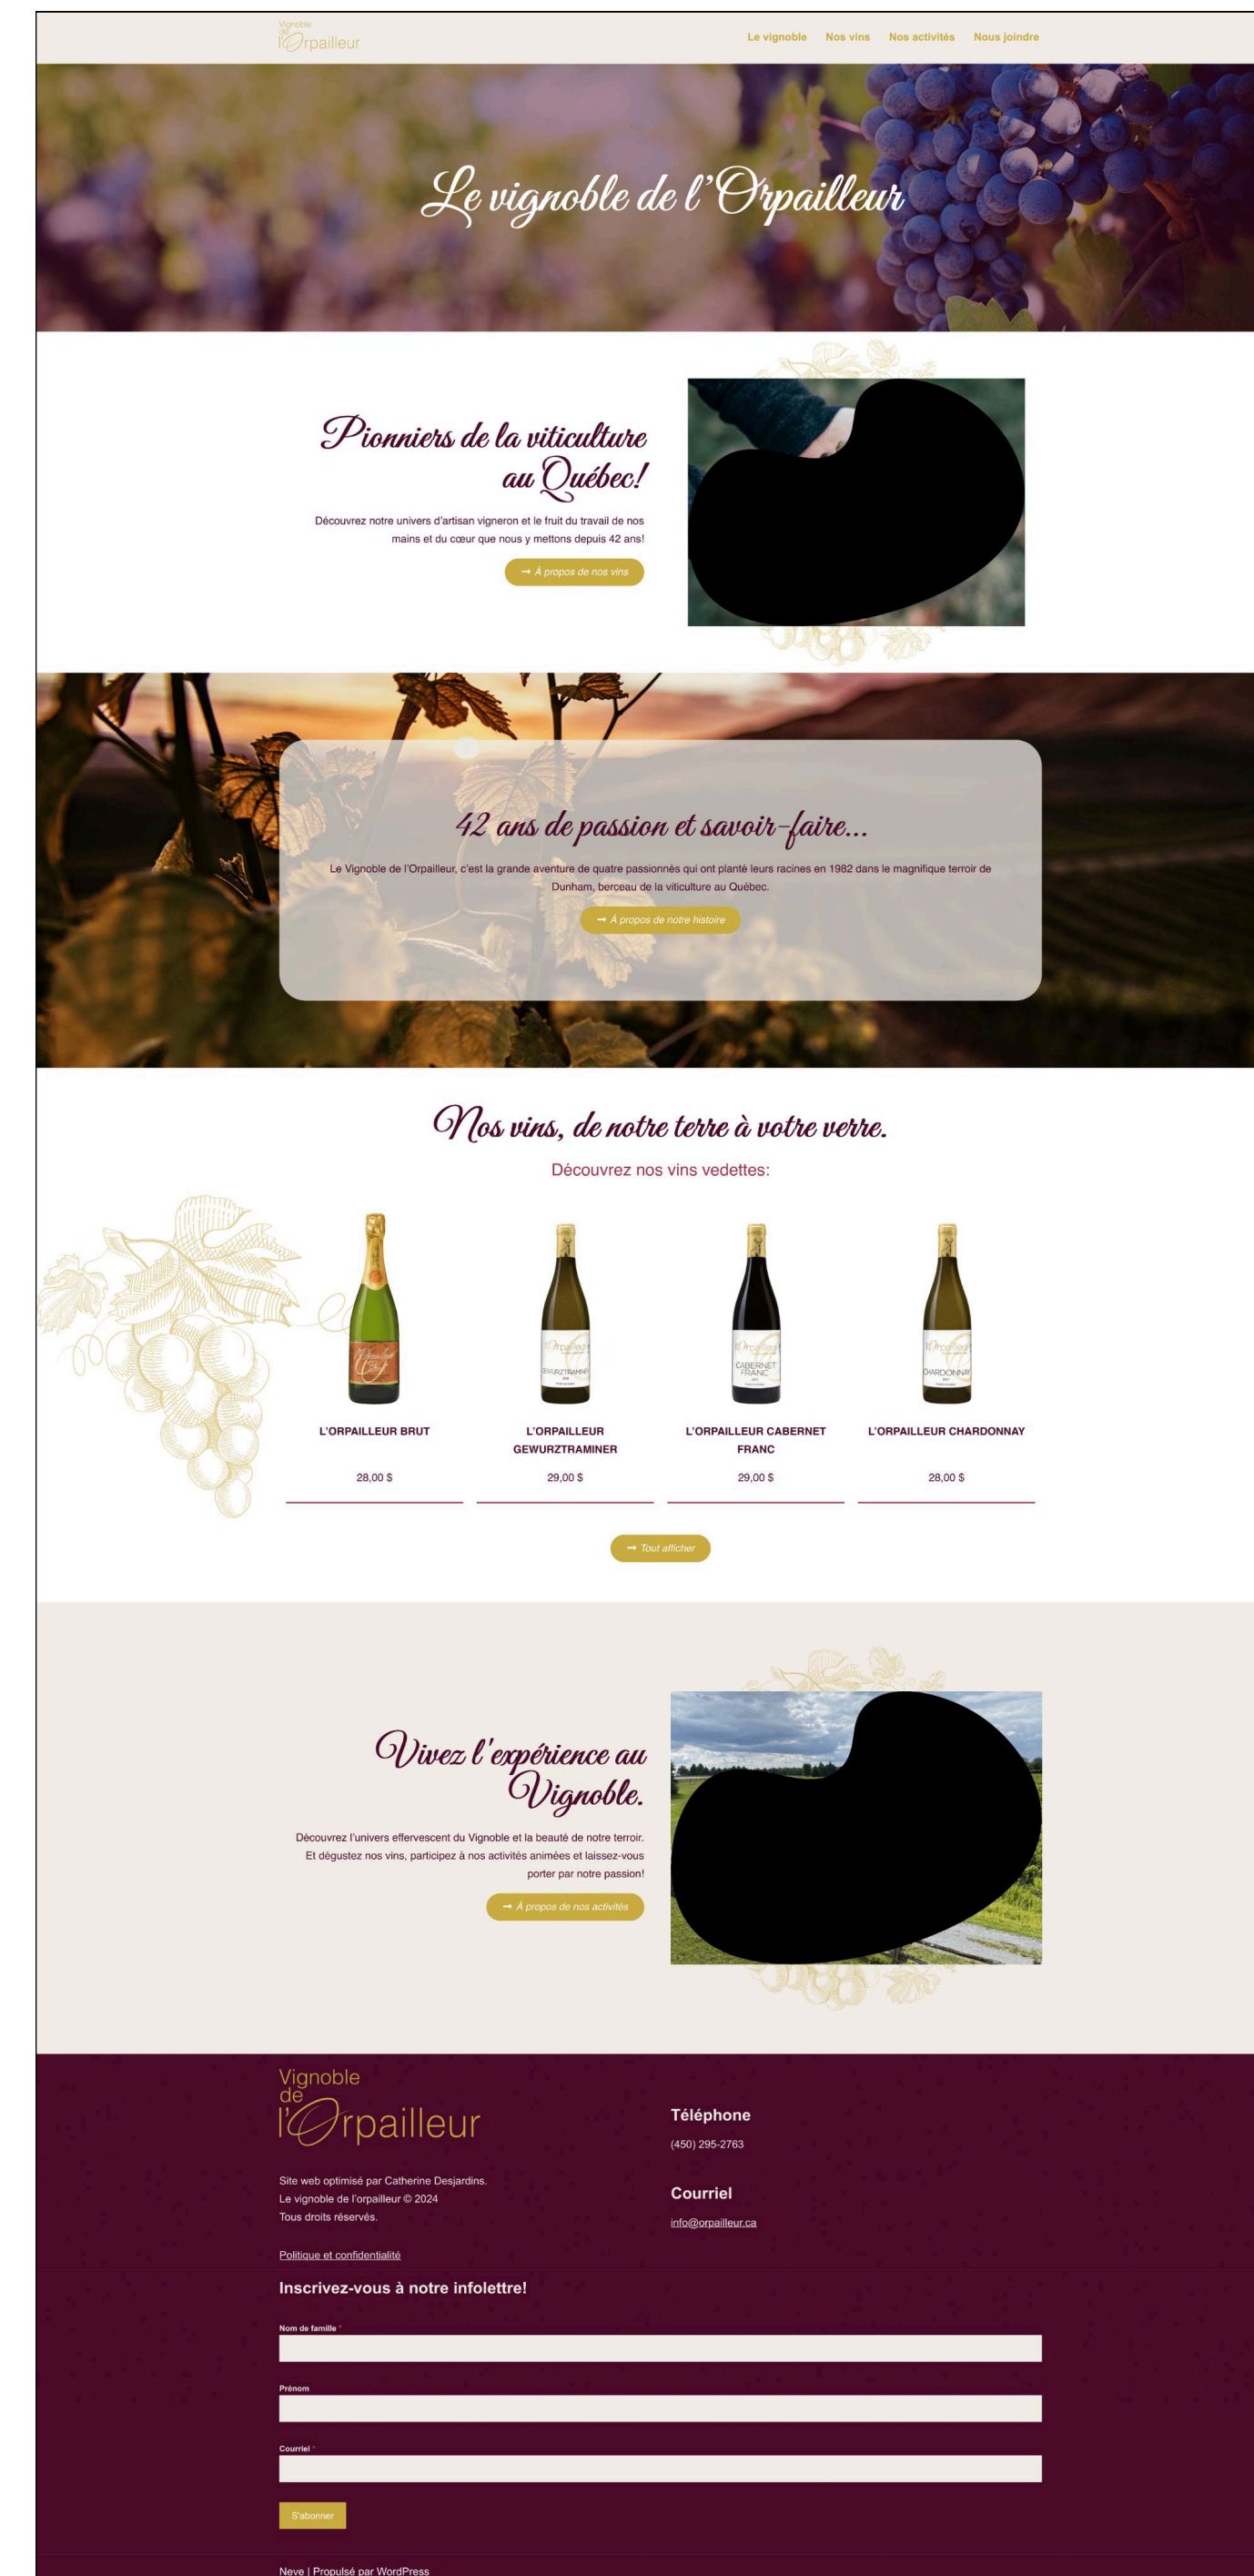 Vignoble
de
l'Orpailleur
Le vignoble Nos vins Nos activités Nous joindre
Le vignoble de l'Orpailleur
Pionniers de la viticulture
au Québec!
Découvrez notre univers d'artisan vigneron et le fruit du travail de nos
mains et du cœur que nous y mettons depuis 42 ans!
→ À propos de nos vins
42 ans de passion et savoir-faire...
Le Vignoble de l'Orpailleur, c'est la grande aventure de quatre passionnés qui ont planté leurs racines en 1982 dans le magnifique terroir de
Dunham, berceau de la viticulture au Québec.
→ À propos de notre histoire
Nos vins, de notre terre à votre verre.
Découvrez nos vins vedettes:
l'Orpailleur
GEWURZTRAMINER
l'Orpailleur
CABERNET
FRANC
l'Orpailleur
CHARDONNAY
L'ORPAILLEUR BRUT
28,00 $
L'ORPAILLEUR
GEWURZTRAMINER
29,00 $
L'ORPAILLEUR CABERNET
FRANC
29,00 $
L'ORPAILLEUR CHARDONNAY
28,00 $
→ Tout afficher
Vivez l'expérience au
Vignoble.
Découvrez l'univers effervescent du Vignoble et la beauté de notre terroir.
Et dégustez nos vins, participez à nos activités animées et laissez-vous
porter par notre passion!
→ À propos de nos activités
Vignoble
de
l'Orpailleur
Site web optimisé par Catherine Desjardins.
Le vignoble de l'orpailleur © 2024
Tous droits réservés.
Politique et confidentialité
Téléphone
(450) 295-2763
Courriel
info@orpailleur.ca
Inscrivez-vous à notre infolettre!
Nom de famille *
Prénom
Courriel *
S'abonner
Neve | Propulsé par WordPress